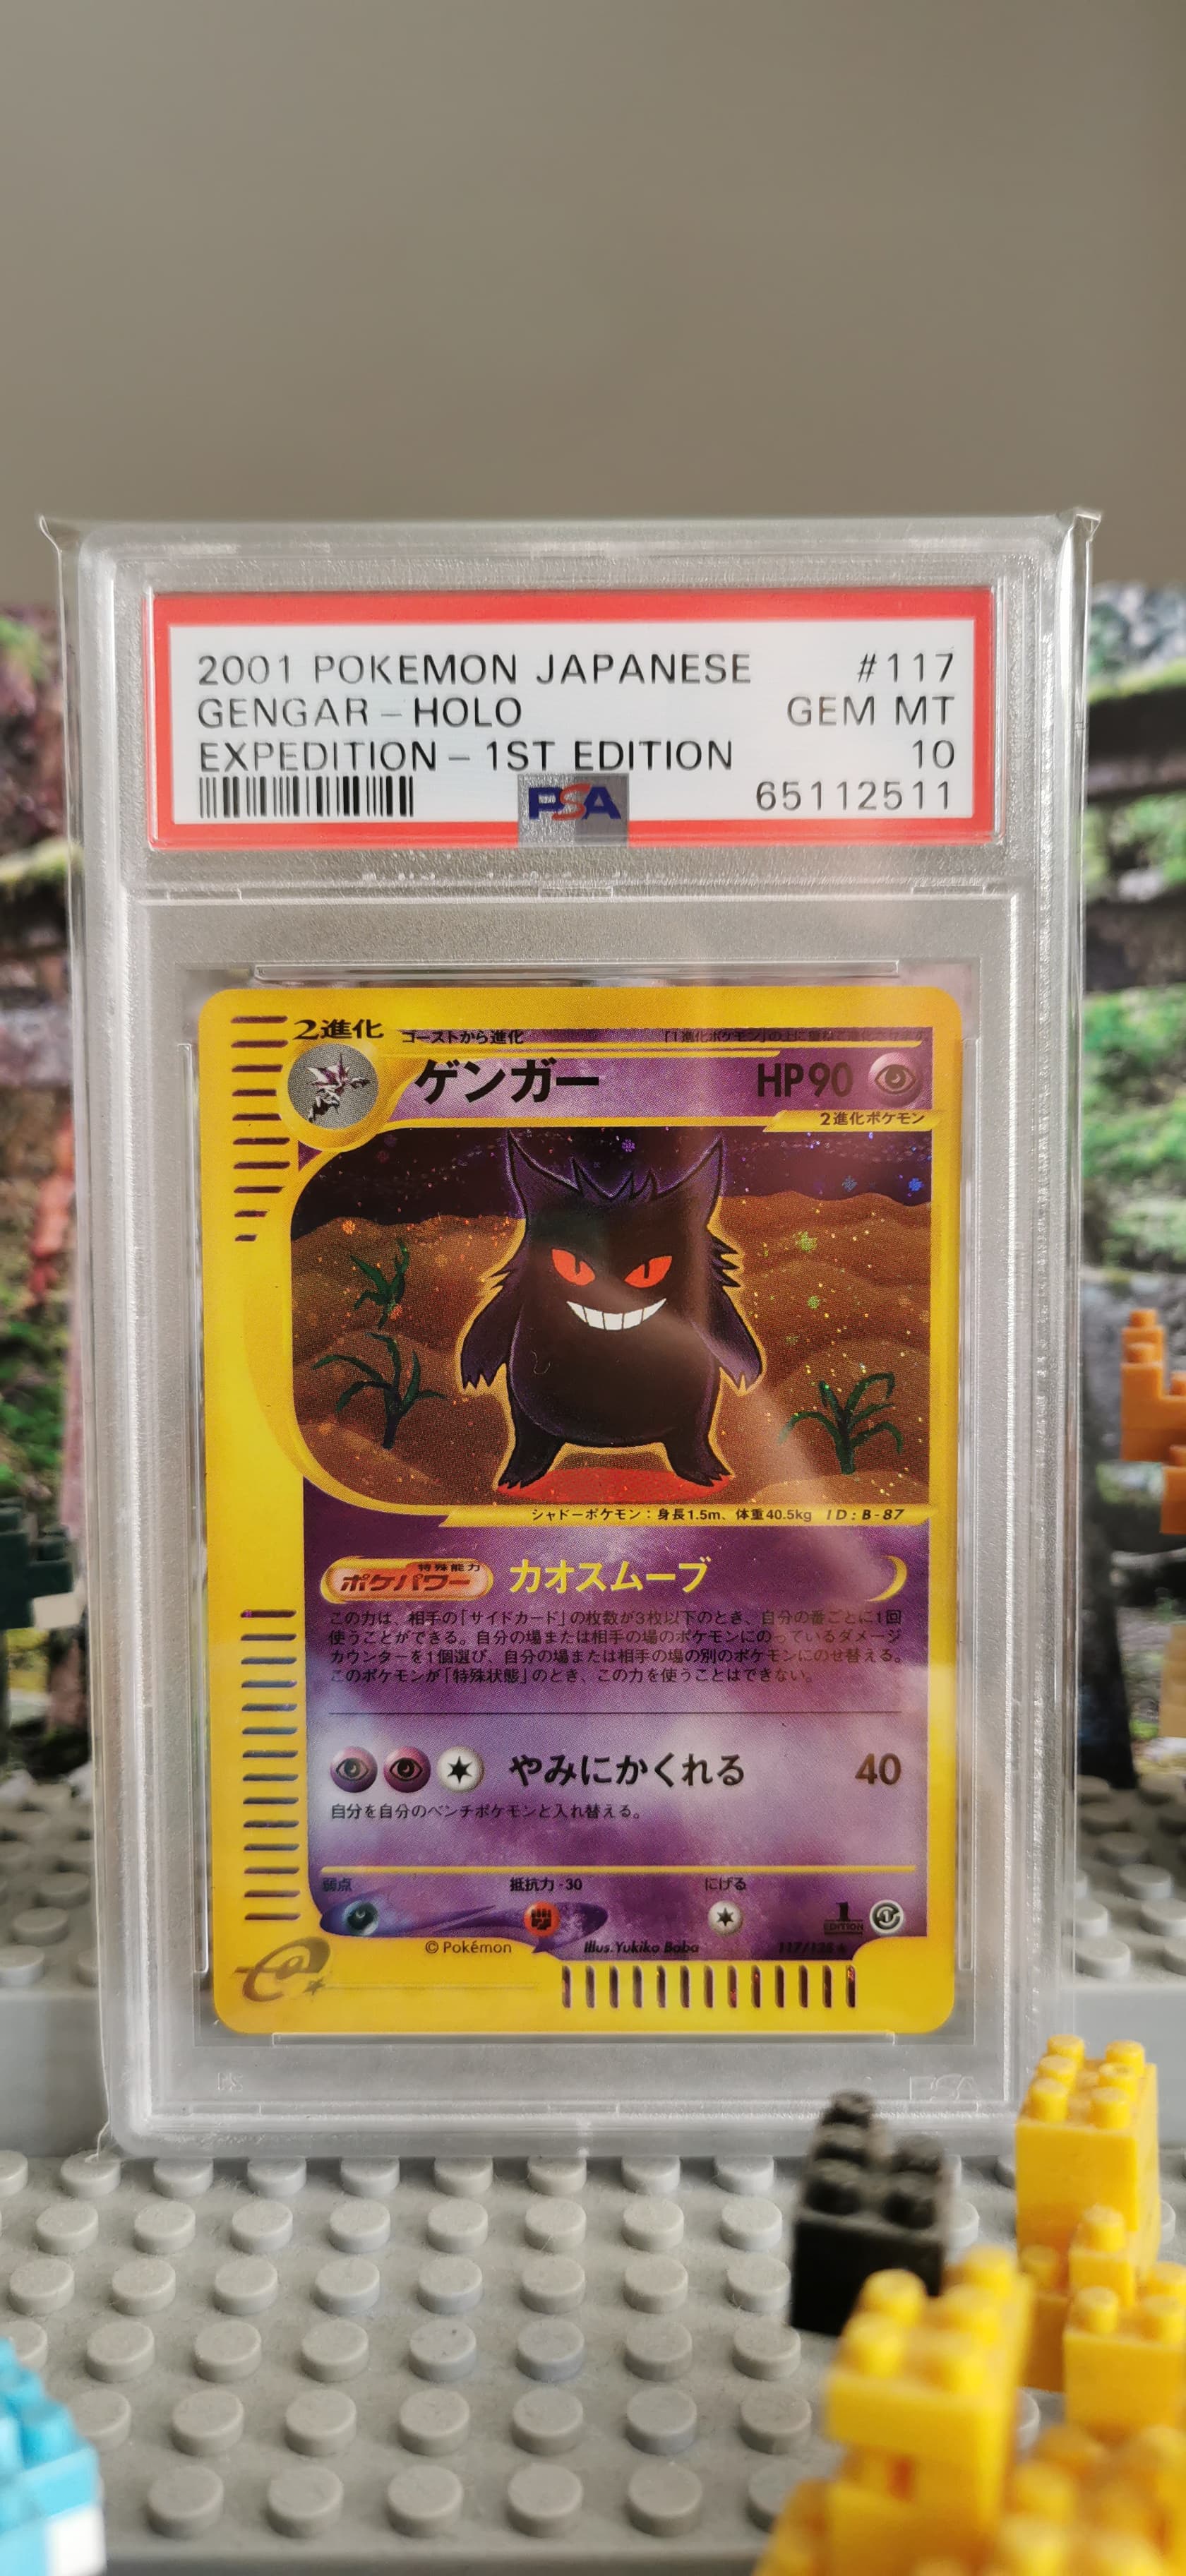 2001 POKEMON JAPANESE #117
GENGAR - HOLO GEM MT
EXPEDITION - 1ST EDITION 10
65112511
PSA
2進化 ゴーストから進化
ゲンガー HP90
2進化ポケモン
シャドーポケモン：身長1.5m、体重40.5kg ID：B-87
特殊能力
ポケパワー カオスムーブ
この力は、相手の「サイドカード」の枚数が3枚以下のとき、自分の番ごとに1回
使うことができる。自分の場または相手の場のポケモンにのっているダメージ
カウンターを1個選び、自分の場または相手の場の別のポケモンにのせ替える。
このポケモンが「特殊状態」のとき、この力を使うことはできない。
やみにかくれる 40
自分を自分のベンチポケモンと入れ替える。
弱点 抵抗力 -30 にげる
1 EDITION
© Pokémon Illus. Yukiko Baba 117/128
e
PSA